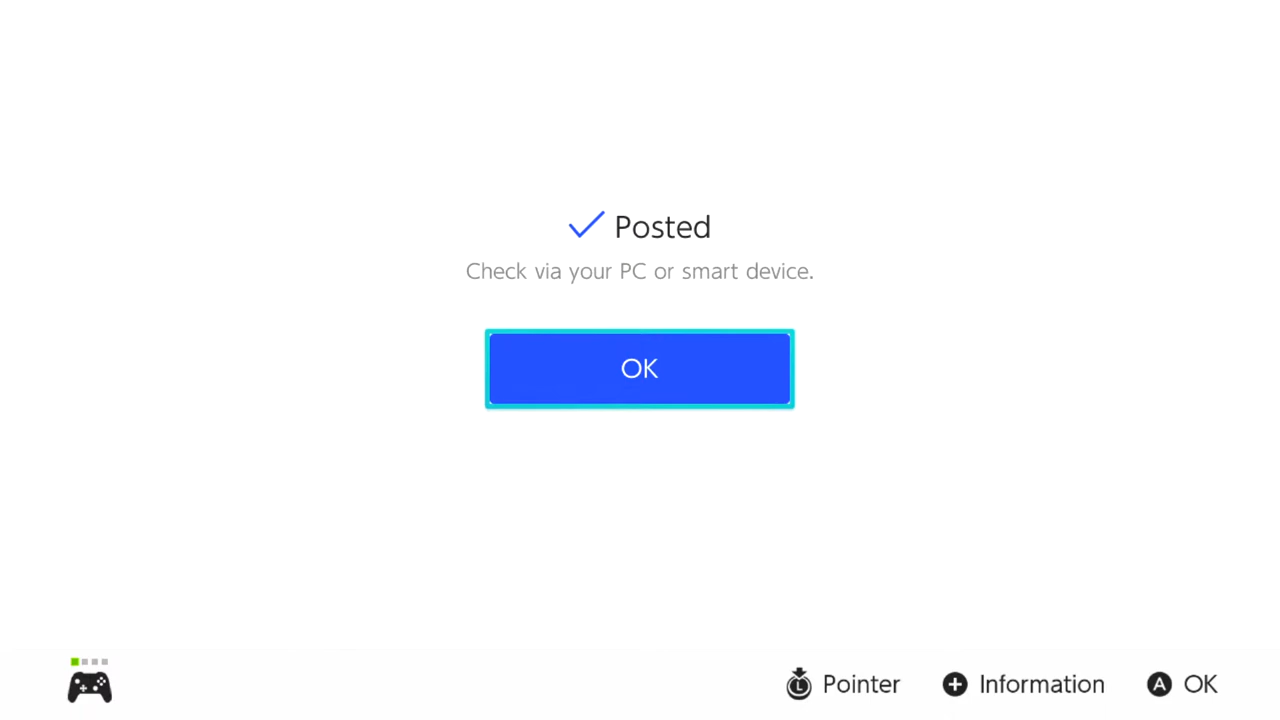 Posted
Check via your PC or smart device.
OK
L Pointer
+ Information
A OK